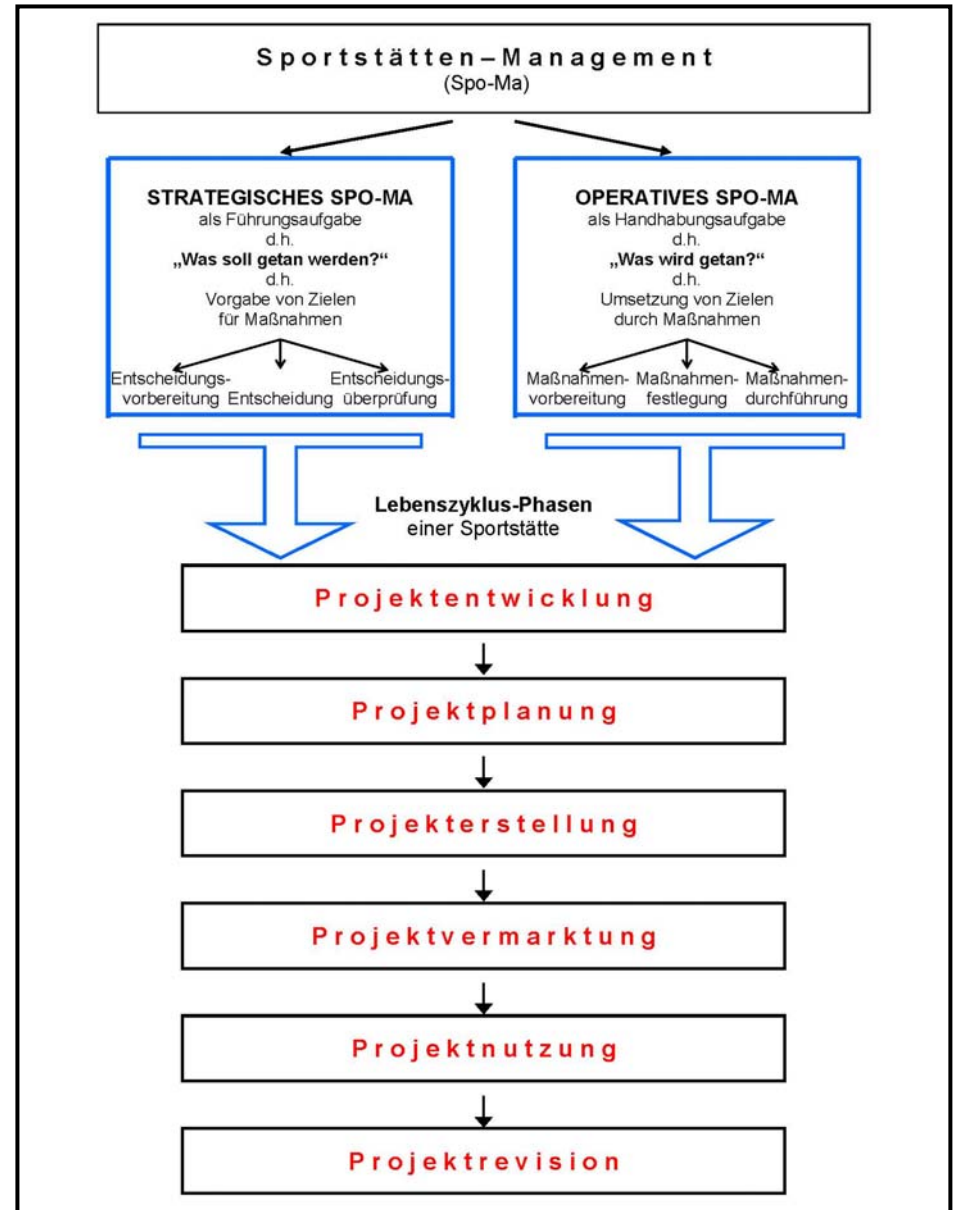 Sportstätten–Management
(Spo-Ma)
STRATEGISCHES SPO-MA
als Führungsaufgabe
d.h.
„Was soll getan werden?“
d.h.
Vorgabe von Zielen
für Maßnahmen
Entscheidungs-
vorbereitung
Entscheidung
Entscheidungs-
überprüfung
OPERATIVES SPO-MA
als Handhabungsaufgabe
d.h.
„Was wird getan?“
d.h.
Umsetzung von Zielen
durch Maßnahmen
Maßnahmen-
vorbereitung
Maßnahmen-
festlegung
Maßnahmen-
durchführung
Lebenszyklus-Phasen
einer Sportstätte
Projektentwicklung
Projektplanung
Projekterstellung
Projektvermarktung
Projektnutzung
Projektrevision